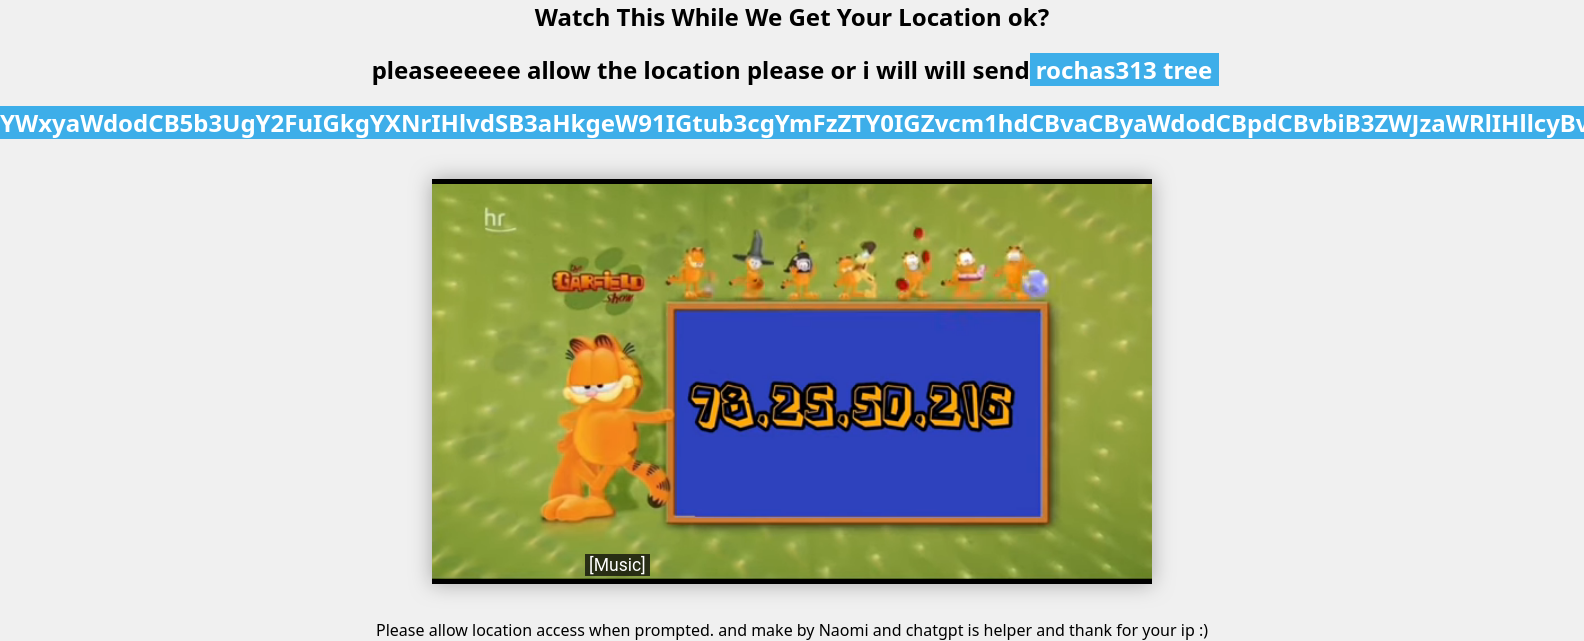 Watch This While We Get Your Location ok?
pleaseeeeee allow the location please or i will will send rochas313 tree
YWxyaWdodCB5b3UgY2FuIGkgYXNrIHlvdSB3aHkgeW91IGtub3cgYmFzZTY0IGZvcm1hdCBvaCByaWdodCBpdCBvbiB3ZWJzaWRlIHllcyBv
hr
The
GARFIELD
Show
78.25.50.216
[Music]
Please allow location access when prompted. and make by Naomi and chatgpt is helper and thank for your ip :)